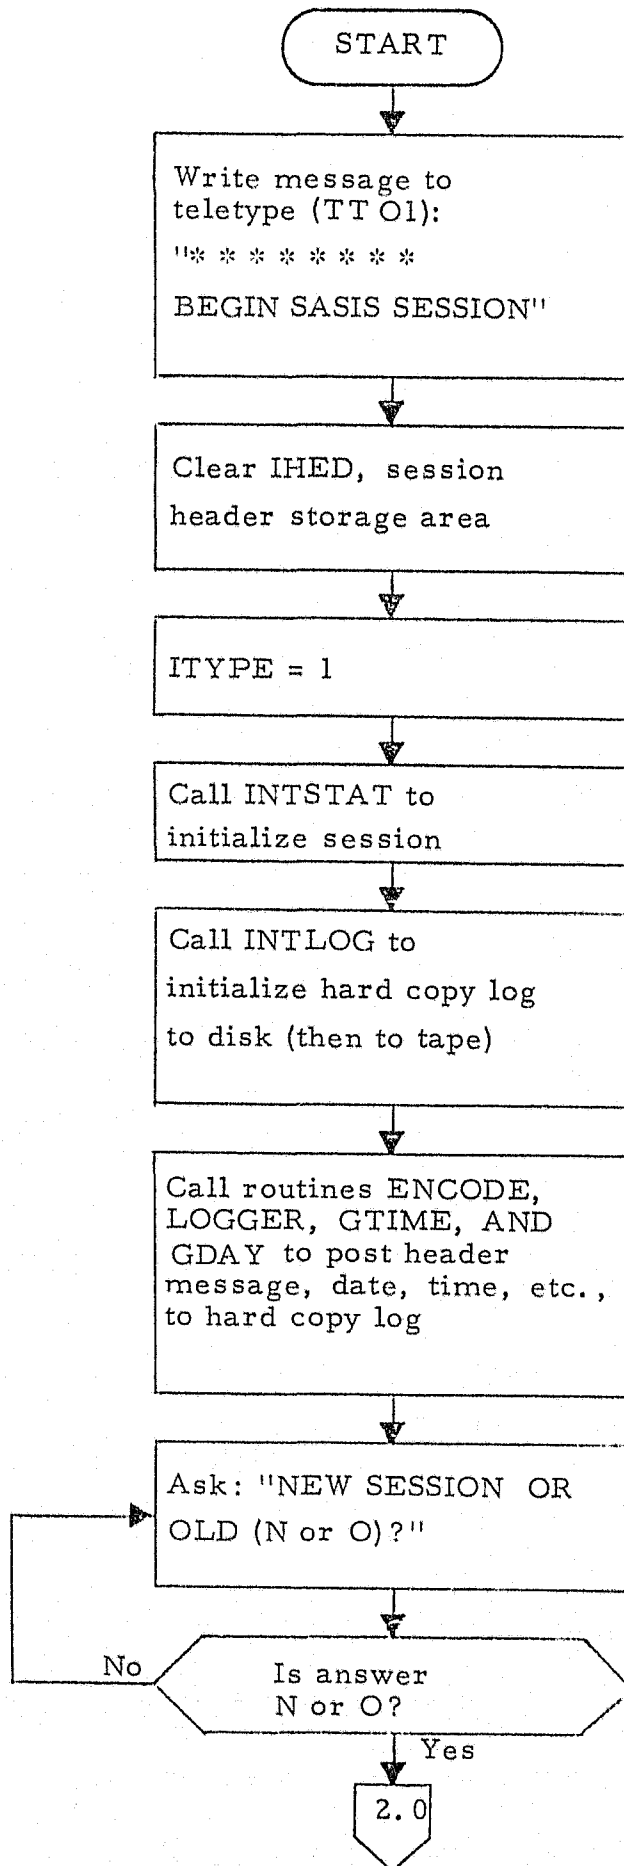 START
Write message to
teletype (TT O1):
"* * * * * * * *
BEGIN SASIS SESSION"
Clear IHED, session
header storage area
ITYPE = 1
Call INTSTAT to
initialize session
Call INTLOG to
initialize hard copy log
to disk (then to tape)
Call routines ENCODE,
LOGGER, GTIME, AND
GDAY to post header
message, date, time, etc.,
to hard copy log
Ask: "NEW SESSION OR
OLD (N or O)?"
No
Is answer
N or O?
Yes
2.0